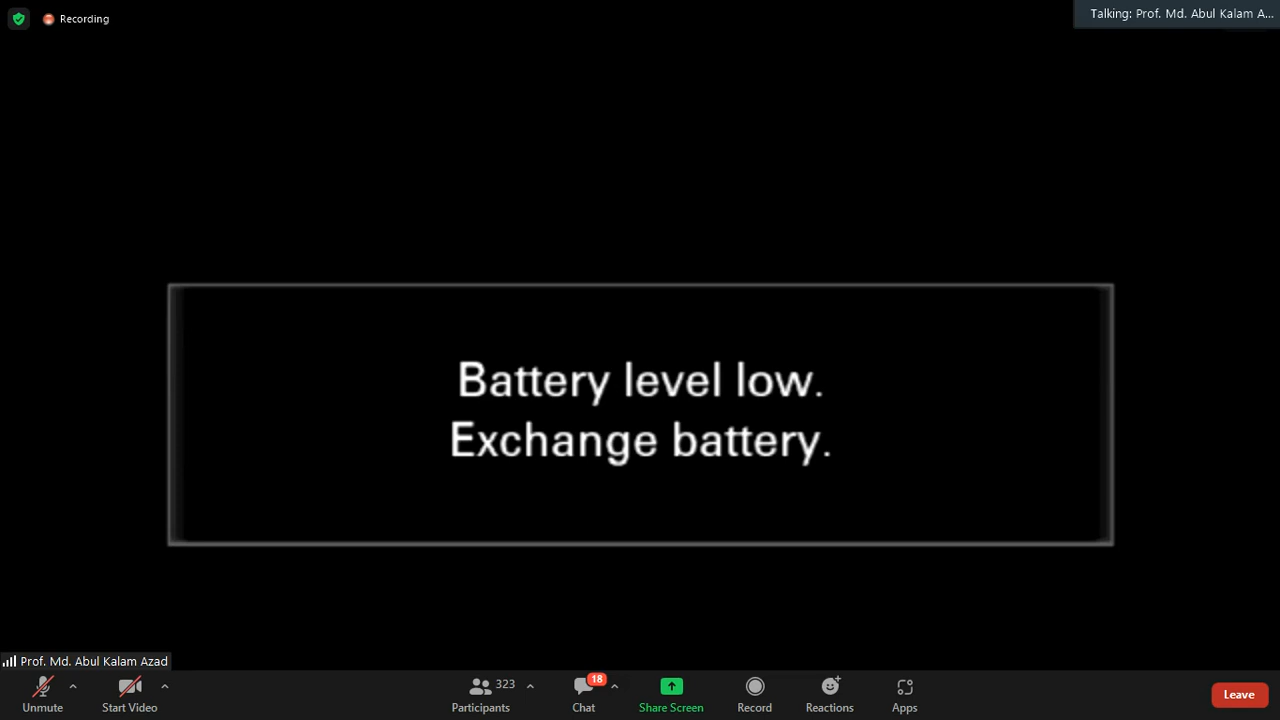 Recording
Talking: Prof. Md. Abul Kalam A...
Battery level low.
Exchange battery.
Prof. Md. Abul Kalam Azad
Unmute
Start Video
323
Participants
18
Chat
Share Screen
Record
Reactions
Apps
Leave